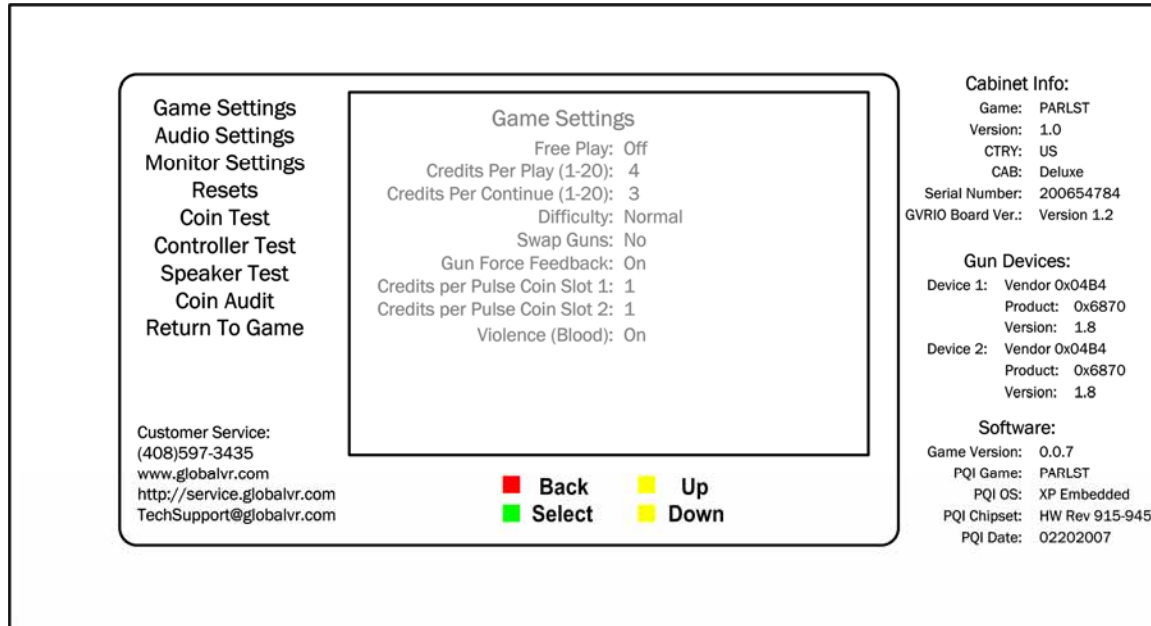 Game Settings
Audio Settings
Monitor Settings
Resets
Coin Test
Controller Test
Speaker Test
Coin Audit
Return To Game
Customer Service:
(408)597-3435
www.globalvr.com
http://service.globalvr.com
TechSupport@globalvr.com
Game Settings
Free Play: Off
Credits Per Play (1-20): 4
Credits Per Continue (1-20): 3
Difficulty: Normal
Swap Guns: No
Gun Force Feedback: On
Credits per Pulse Coin Slot 1: 1
Credits per Pulse Coin Slot 2: 1
Violence (Blood): On
Back Up
Select Down
Cabinet Info:
Game: PARLST
Version: 1.0
CTRY: US
CAB: Deluxe
Serial Number: 200654784
GVRIO Board Ver.: Version 1.2
Gun Devices:
Device 1: Vendor 0x04B4
Product: 0x6870
Version: 1.8
Device 2: Vendor 0x04B4
Product: 0x6870
Version: 1.8
Software:
Game Version: 0.0.7
PQI Game: PARLST
PQI OS: XP Embedded
PQI Chipset: HW Rev 915-945
PQI Date: 02202007